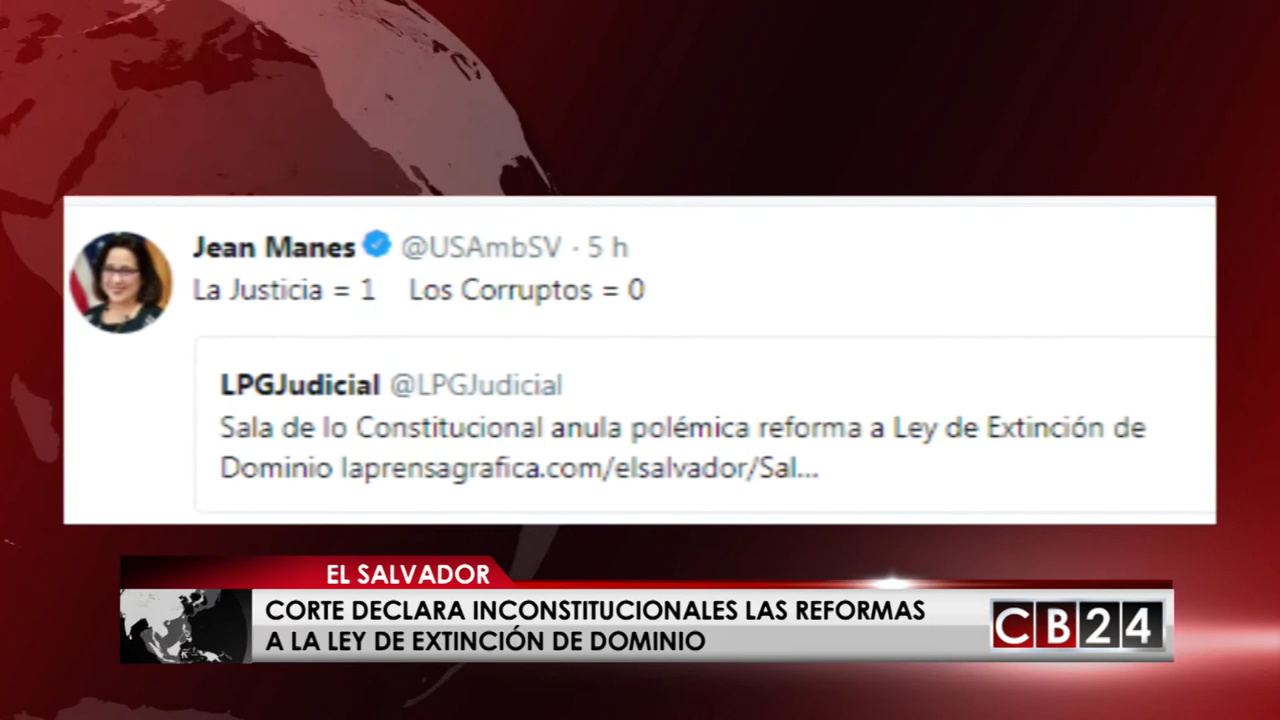 Jean Manes @USAmbSV · 5 h
La Justicia = 1 Los Corruptos = 0
LPGJudicial @LPGJudicial
Sala de lo Constitucional anula polémica reforma a Ley de Extinción de
Dominio laprensagrafica.com/elsalvador/Sal...
EL SALVADOR
CORTE DECLARA INCONSTITUCIONALES LAS REFORMAS
A LA LEY DE EXTINCIÓN DE DOMINIO
CB24